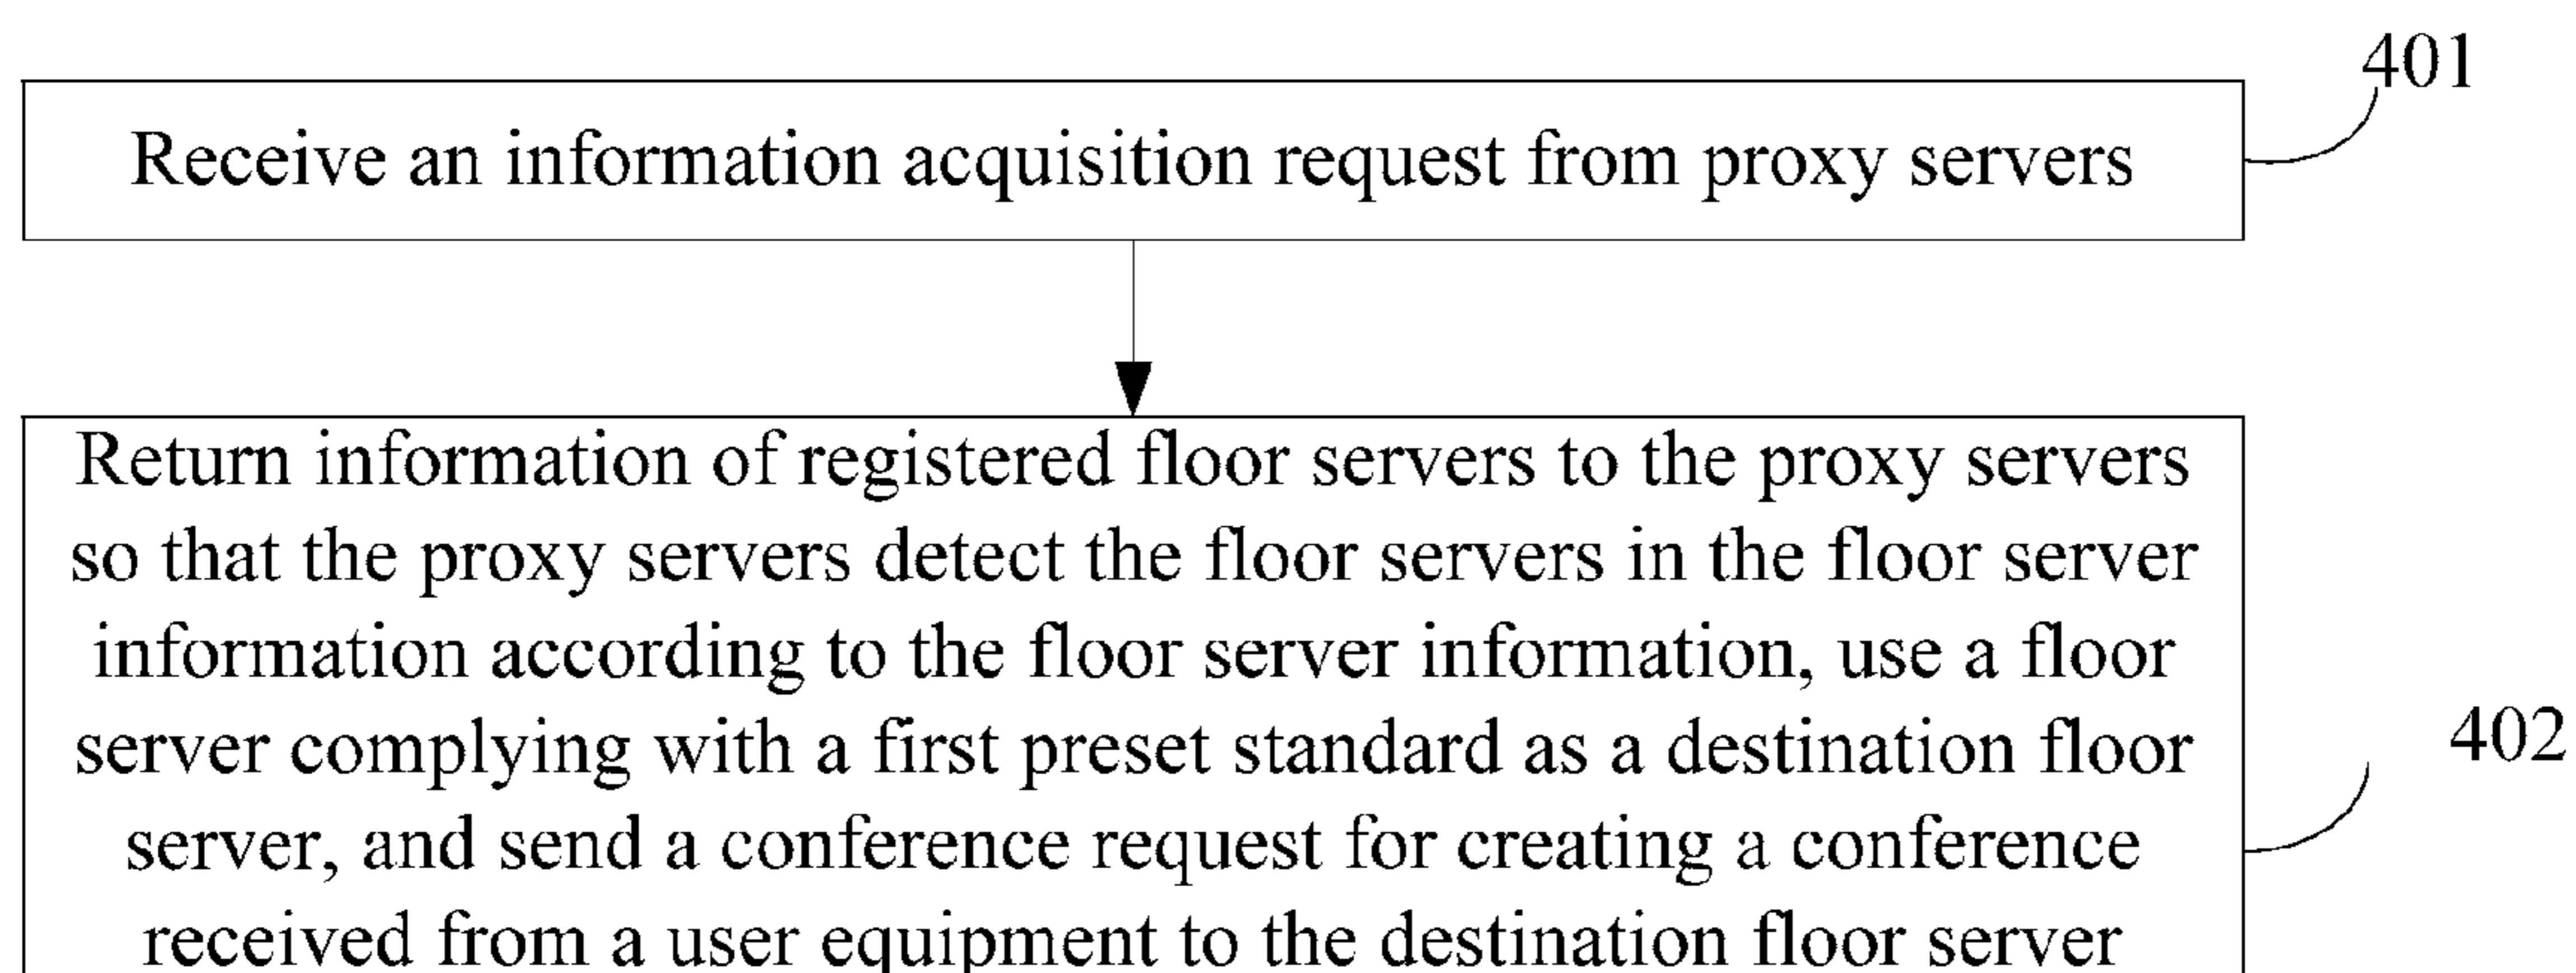 401
Receive an information acquisition request from proxy servers
Return information of registered floor servers to the proxy servers
so that the proxy servers detect the floor servers in the floor server
information according to the floor server information, use a floor
server complying with a first preset standard as a destination floor
402
server, and send a conference request for creating a conference
received from a user equipment to the destination floor server